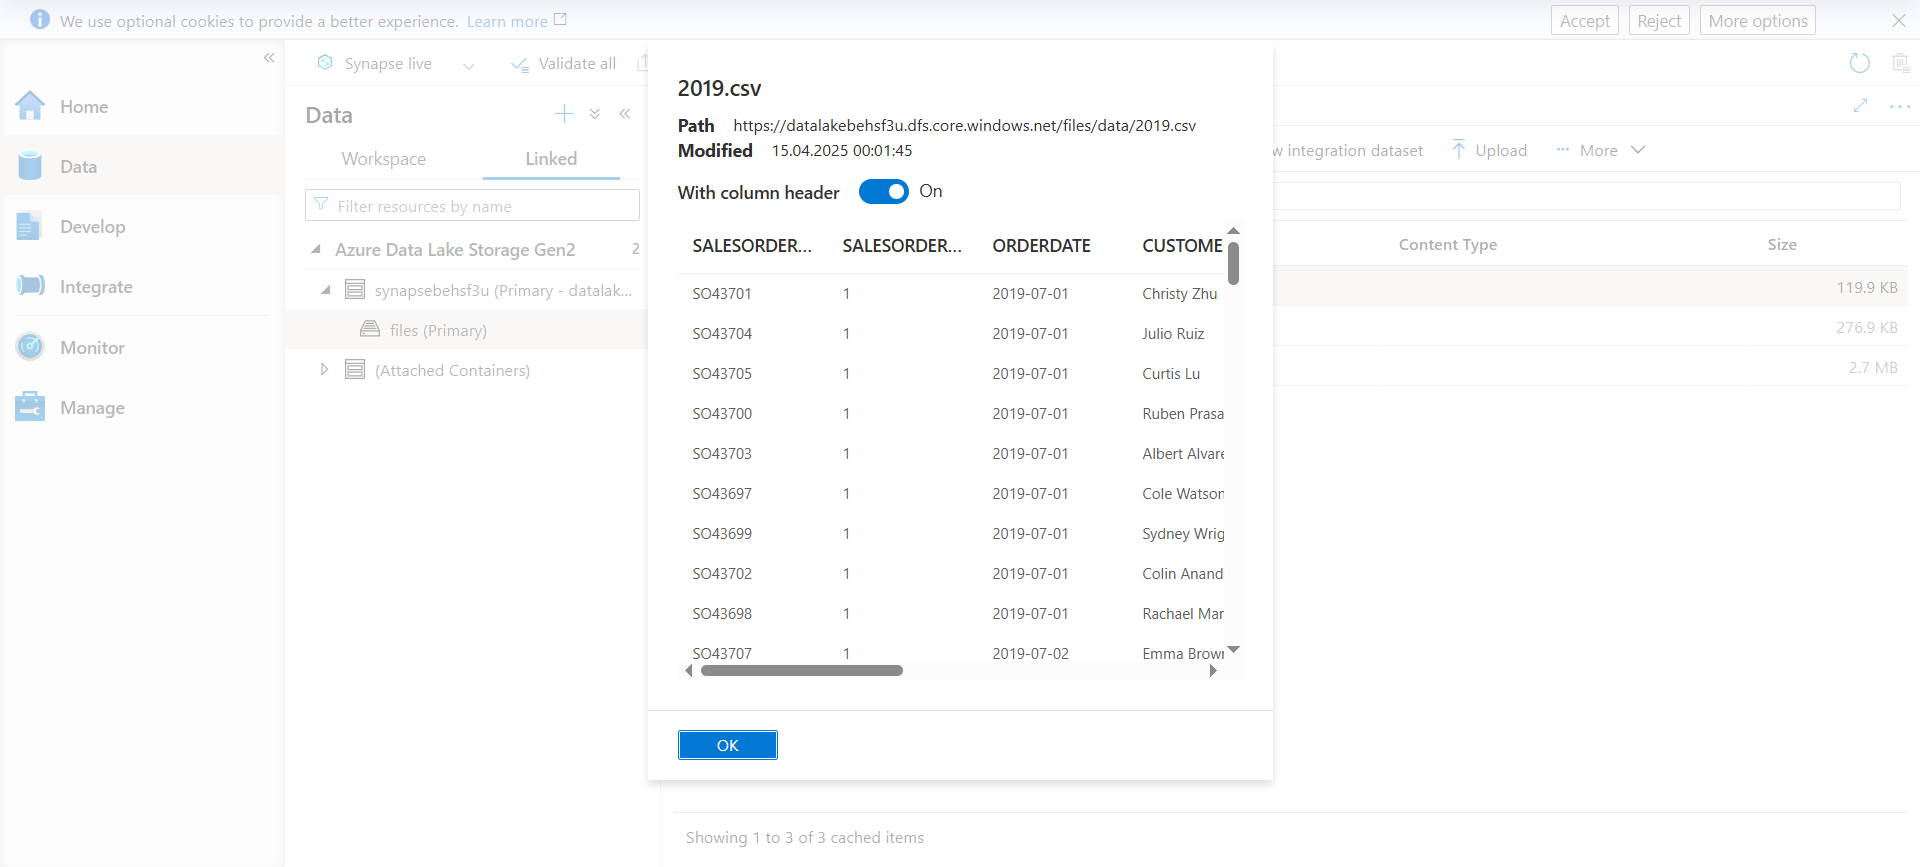 We use optional cookies to provide a better experience. Learn more
Accept Reject More options
Home
Data
Develop
Integrate
Monitor
Manage
Synapse live
Validate all
Data
Workspace Linked
Filter resources by name
Azure Data Lake Storage Gen2 2
synapsebehsf3u (Primary - datalak...
files (Primary)
(Attached Containers)
2019.csv
Path https://datalakebehsf3u.dfs.core.windows.net/files/data/2019.csv
Modified 15.04.2025 00:01:45
With column header On
SALESORDER... SALESORDER... ORDERDATE CUSTOME
SO43701 1 2019-07-01 Christy Zhu
SO43704 1 2019-07-01 Julio Ruiz
SO43705 1 2019-07-01 Curtis Lu
SO43700 1 2019-07-01 Ruben Prasa
SO43703 1 2019-07-01 Albert Alvare
SO43697 1 2019-07-01 Cole Watson
SO43699 1 2019-07-01 Sydney Wrig
SO43702 1 2019-07-01 Colin Anand
SO43698 1 2019-07-01 Rachael Mar
SO43707 1 2019-07-02 Emma Brown
OK
w integration dataset Upload ... More
Content Type Size
119.9 KB
276.9 KB
2.7 MB
Showing 1 to 3 of 3 cached items